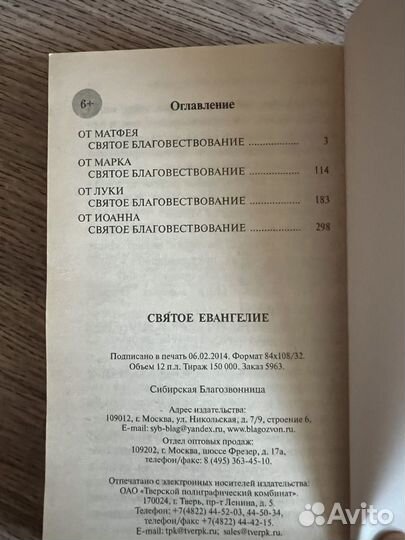 6+
Оглавление
ОТ МАТФЕЯ
СВЯТОЕ БЛАГОВЕСТВОВАНИЕ ................ 3
ОТ МАРКА
СВЯТОЕ БЛАГОВЕСТВОВАНИЕ ................ 114
ОТ ЛУКИ
СВЯТОЕ БЛАГОВЕСТВОВАНИЕ ................ 183
ОТ ИОАННА
СВЯТОЕ БЛАГОВЕСТВОВАНИЕ ................ 298
СВЯТОЕ ЕВАНГЕЛИЕ
Подписано в печать 06.02.2014. Формат 84х108/32.
Объем 12 п.л. Тираж 150 000. Заказ 5963.
Сибирская Благозвонница
Адрес издательства:
109012, г. Москва, ул. Никольская, д. 7/9, строение 6.
E-mail: syb-blag@yandex.ru, www.blagozvon.ru.
Отдел оптовых продаж:
109202, г. Москва, шоссе Фрезер, д. 17а,
телефон/факс: 8 (495) 363-45-10.
Отпечатано с электронных носителей издательства:
ОАО «Тверской полиграфический комбинат».
170024, г. Тверь, пр-т Ленина, д. 5.
Телефон: +7(4822) 44-52-03, 44-50-34,
телефон/факс +7(4822) 44-42-15.
E-mail: tpk@tverpk.ru, sales@tverpk.ru
Avito